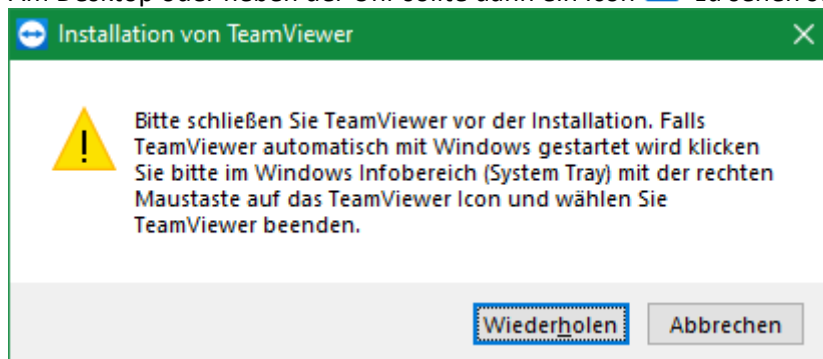 Installation von TeamViewer
Bitte schließen Sie TeamViewer vor der Installation. Falls
TeamViewer automatisch mit Windows gestartet wird klicken
Sie bitte im Windows Infobereich (System Tray) mit der rechten
Maustaste auf das TeamViewer Icon und wählen Sie
TeamViewer beenden.
Wiederholen
Abbrechen